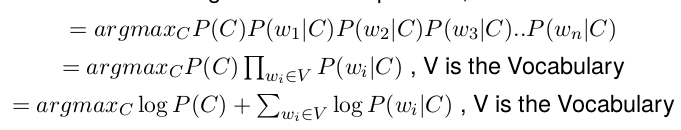 = argmax_C P(C)P(w_1|C)P(w_2|C)P(w_3|C)..P(w_n|C)
= argmax_C P(C) ∏_{w_i∈V} P(w_i|C) , V is the Vocabulary
= argmax_C log P(C) + ∑_{w_i∈V} log P(w_i|C) , V is the Vocabulary